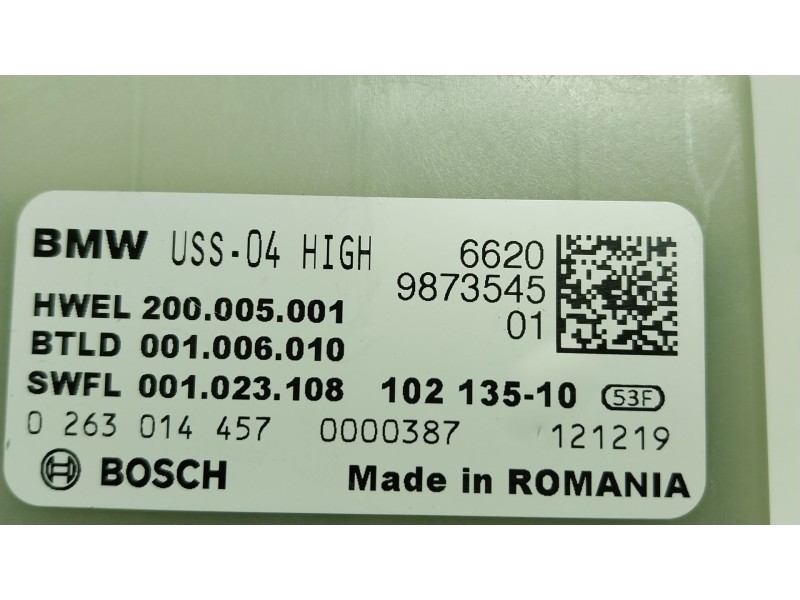 BMW USS-04 HIGH 6620
9873545
01
HWEL 200.005.001
BTLD 001.006.010
SWFL 001.023.108 102 135-10 53F
0 263 014 457 0000387 121219
BOSCH Made in ROMANIA